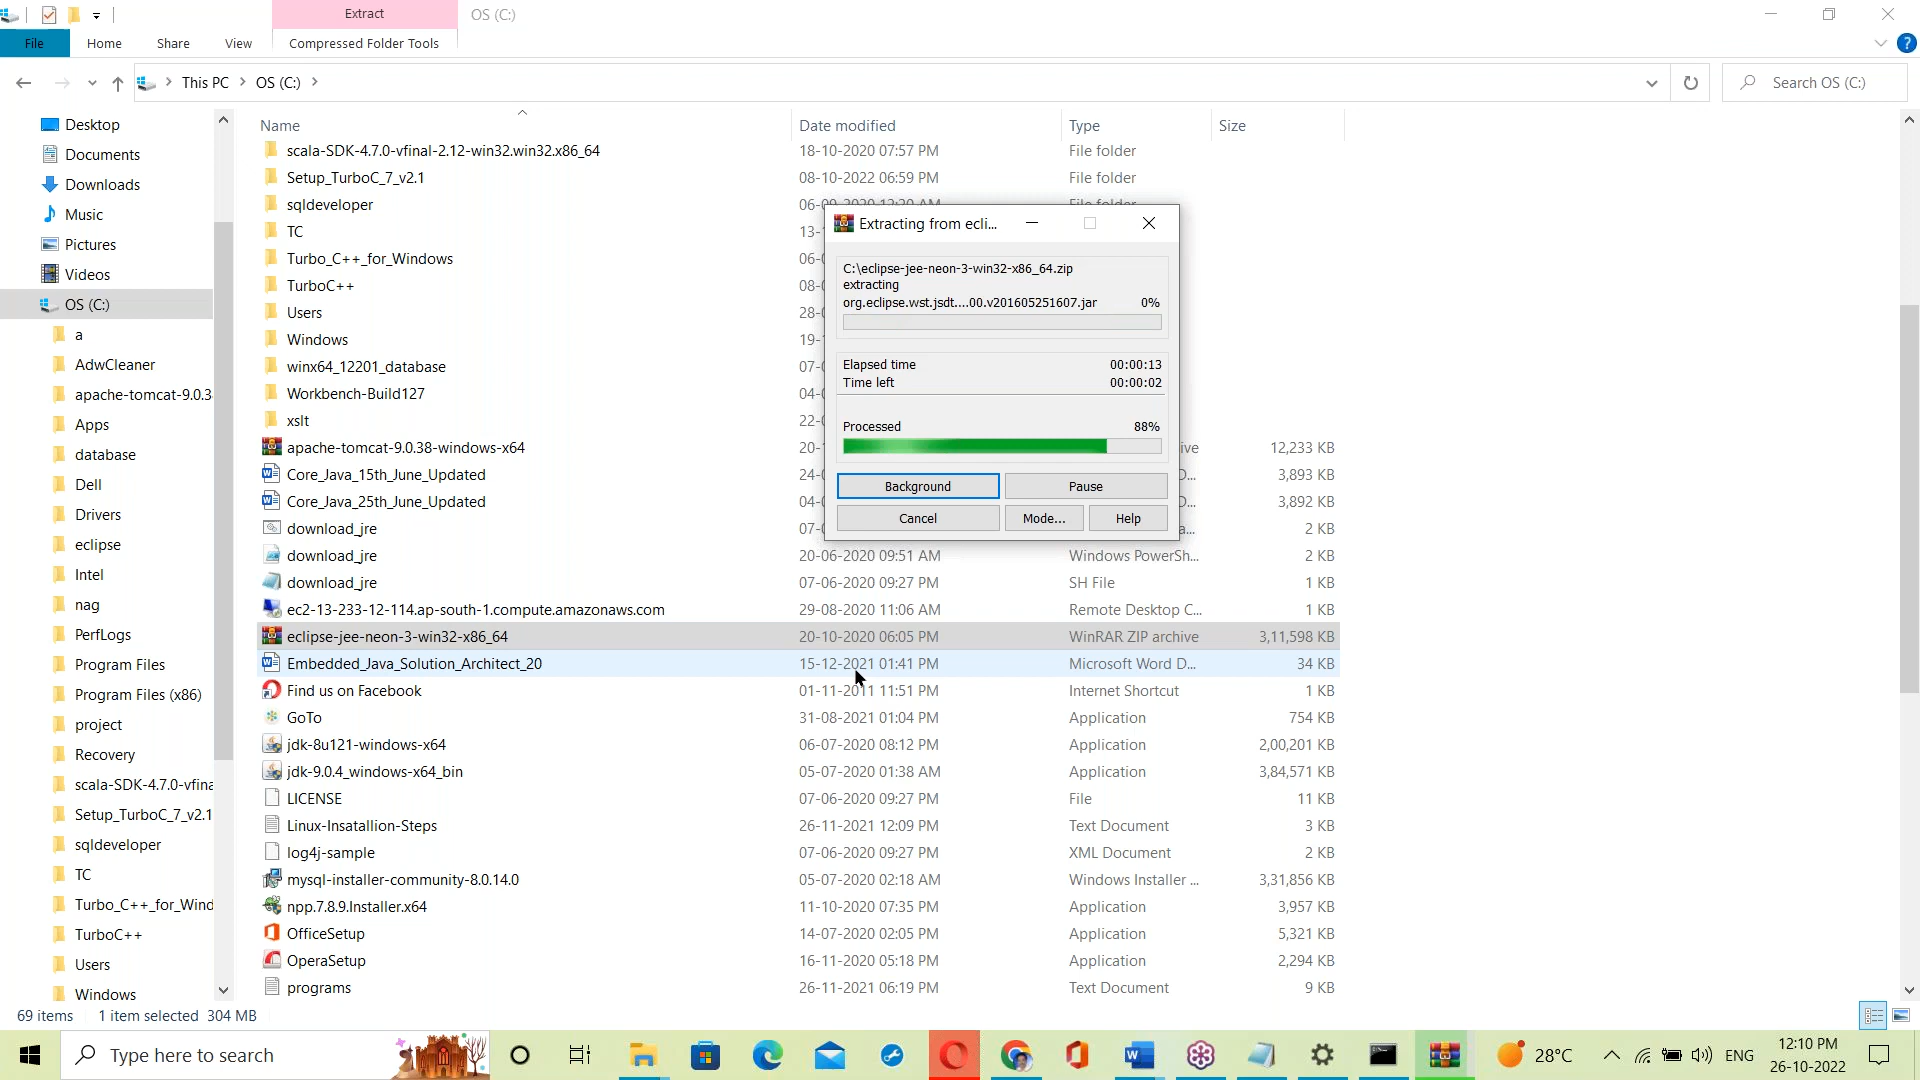 Extract
OS (C:)
File
Home
Share
View
Compressed Folder Tools
?
This PC
OS (C:)
Search OS (C:)
Desktop
Documents
Downloads
Music
Pictures
Videos
OS (C:)
a
AdwCleaner
apache-tomcat-9.0.3
Apps
database
Dell
Drivers
eclipse
Intel
nag
PerfLogs
Program Files
Program Files (x86)
project
Recovery
scala-SDK-4.7.0-vfina
Setup_TurboC_7_v2.1
sqldeveloper
TC
Turbo_C++_for_Wind
TurboC++
Users
Windows
Name Date modified Type Size
scala-SDK-4.7.0-vfinal-2.12-win32.win32.x86_64 18-10-2020 07:57 PM File folder
Setup_TurboC_7_v2.1 08-10-2022 06:59 PM File folder
sqldeveloper
TC 13-
Turbo_C++_for_Windows 06-
TurboC++ 08-
Users 28-
Windows 19-
winx64_12201_database 07-
Workbench-Build127 04-
xslt 22-
apache-tomcat-9.0.38-windows-x64 20- ive 12,233 KB
Core_Java_15th_June_Updated 24- D... 3,893 KB
Core_Java_25th_June_Updated 04- D... 3,892 KB
download_jre 07- a... 2 KB
download_jre 20-06-2020 09:51 AM Windows PowerSh... 2 KB
download_jre 07-06-2020 09:27 PM SH File 1 KB
ec2-13-233-12-114.ap-south-1.compute.amazonaws.com 29-08-2020 11:06 AM Remote Desktop C... 1 KB
eclipse-jee-neon-3-win32-x86_64 20-10-2020 06:05 PM WinRAR ZIP archive 3,11,598 KB
Embedded_Java_Solution_Architect_20 15-12-2021 01:41 PM Microsoft Word D... 34 KB
Find us on Facebook 01-11-2011 11:51 PM Internet Shortcut 1 KB
GoTo 31-08-2021 01:04 PM Application 754 KB
jdk-8u121-windows-x64 06-07-2020 08:12 PM Application 2,00,201 KB
jdk-9.0.4_windows-x64_bin 05-07-2020 01:38 AM Application 3,84,571 KB
LICENSE 07-06-2020 09:27 PM File 11 KB
Linux-Insatallion-Steps 26-11-2021 12:09 PM Text Document 3 KB
log4j-sample 07-06-2020 09:27 PM XML Document 2 KB
mysql-installer-community-8.0.14.0 05-07-2020 02:18 AM Windows Installer ... 3,31,856 KB
npp.7.8.9.Installer.x64 11-10-2020 07:35 PM Application 3,957 KB
OfficeSetup 14-07-2020 02:05 PM Application 5,321 KB
OperaSetup 16-11-2020 05:18 PM Application 2,294 KB
programs 26-11-2021 06:19 PM Text Document 9 KB
Extracting from ecli...
C:\eclipse-jee-neon-3-win32-x86_64.zip
extracting
org.eclipse.wst.jsdt....00.v201605251607.jar 0%
Elapsed time 00:00:13
Time left 00:00:02
Processed 88%
Background
Pause
Cancel
Mode...
Help
69 items 1 item selected 304 MB
Type here to search
28°C
ENG
12:10 PM
26-10-2022